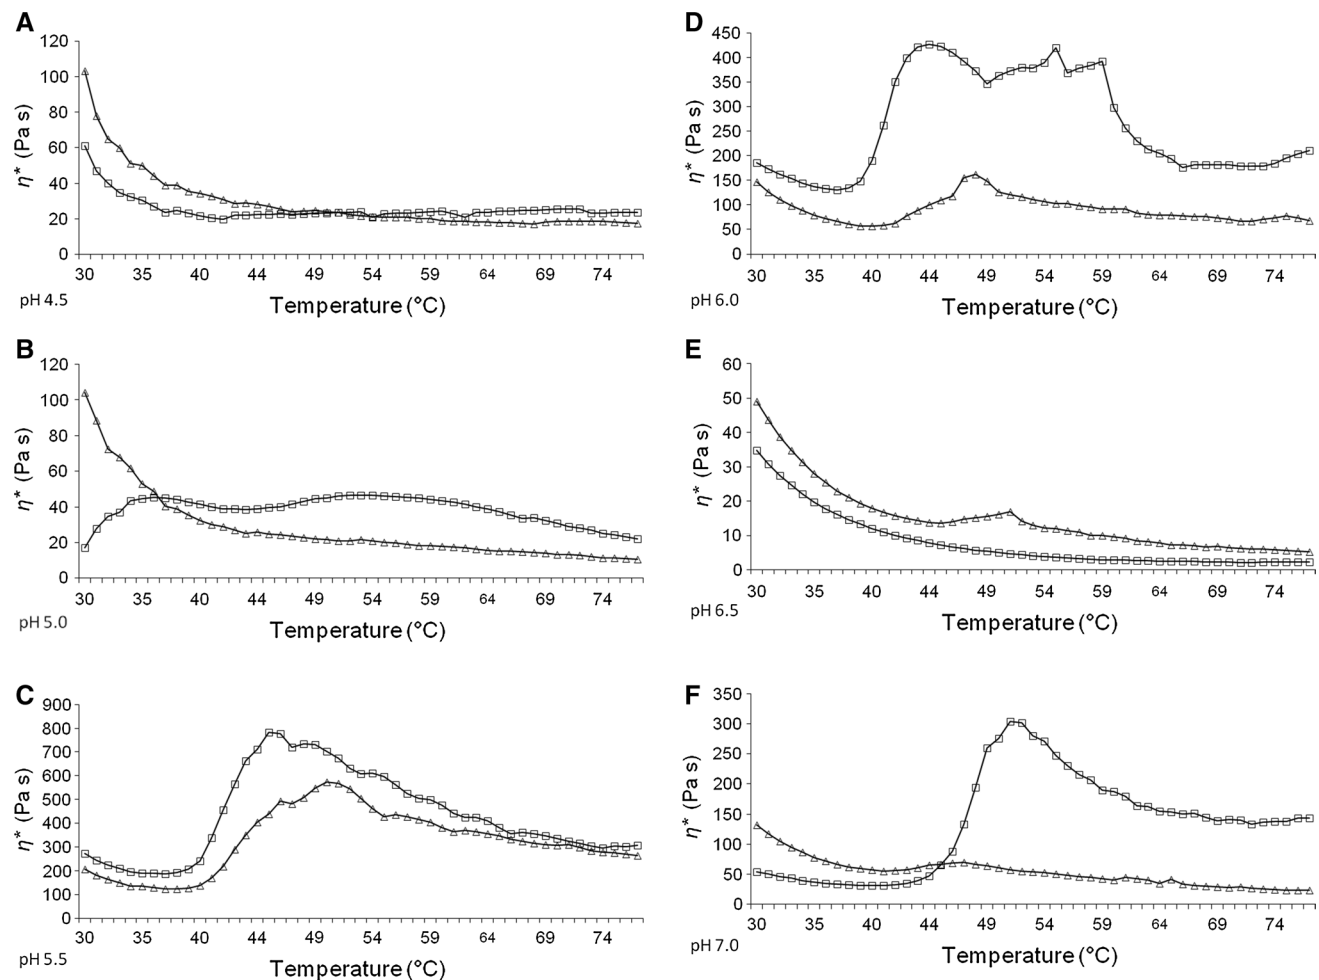 A
120
100
80
60
40
20
0
η* (Pa s)
30 35 40 44 49 54 59 64 69 74
pH 4.5
Temperature (°C)
B
120
100
80
60
40
20
0
η* (Pa s)
30 35 40 44 49 54 59 64 69 74
pH 5.0
Temperature (°C)
C
900
800
700
600
500
400
300
200
100
0
η* (Pa s)
30 35 40 44 49 54 59 64 69 74
pH 5.5
Temperature (°C)
D
450
400
350
300
250
200
150
100
50
0
η* (Pa s)
30 35 40 44 49 54 59 64 69 74
pH 6.0
Temperature (°C)
E
60
50
40
30
20
10
0
η* (Pa s)
30 35 40 44 49 54 59 64 69 74
pH 6.5
Temperature (°C)
F
350
300
250
200
150
100
50
0
η* (Pa s)
30 35 40 44 49 54 59 64 69 74
pH 7.0
Temperature (°C)